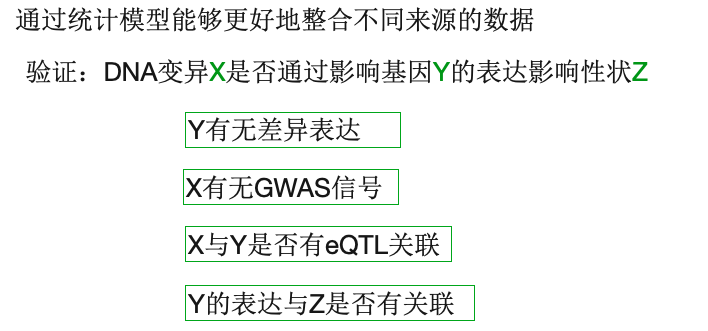 通过统计模型能够更好地整合不同来源的数据
验证：DNA变异X是否通过影响基因Y的表达影响性状Z
Y有无差异表达
X有无GWAS信号
X与Y是否有eQTL关联
Y的表达与Z是否有关联